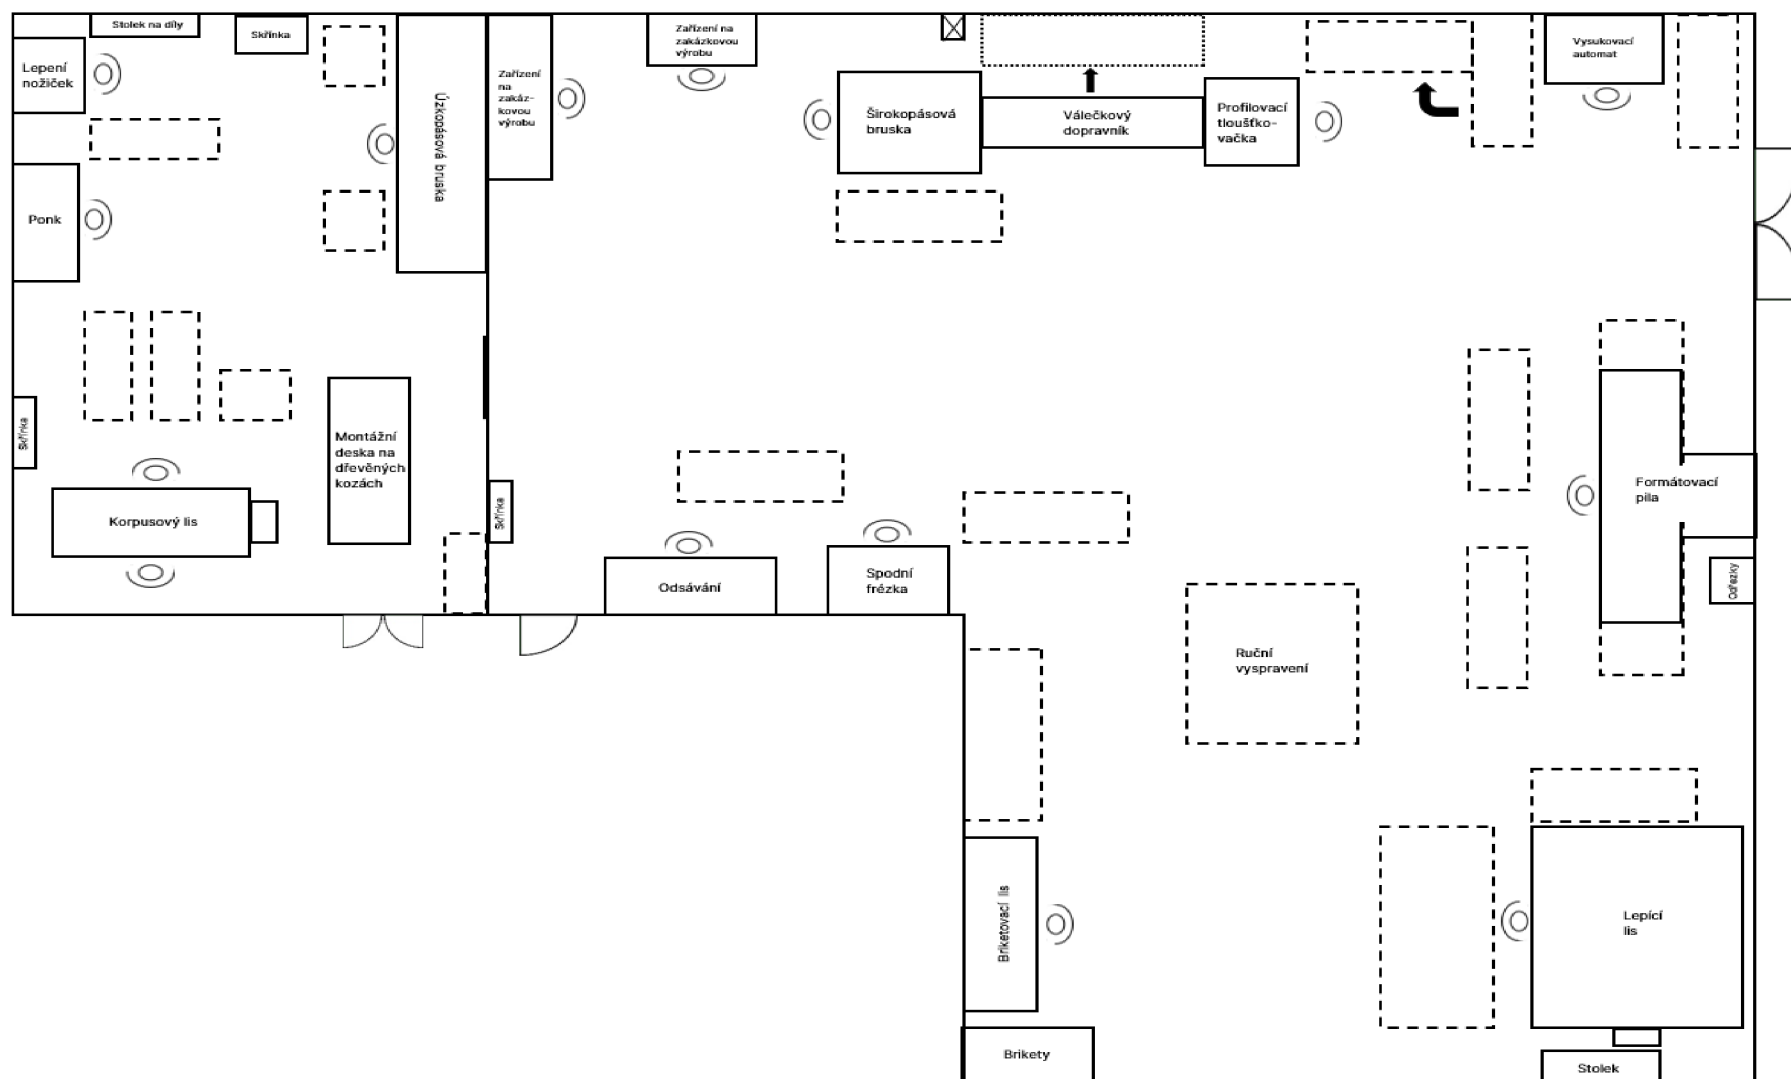 Stolek na díly
Skříňka
Lepení
nožiček
Úzkopásová bruska
Zařízení
na
zakáz-
kovou
výrobu
Zařízení na
zakázkovou
výrobu
Širokopásová
bruska
Válečkový
dopravník
Profilovací
tloušťko-
vačka
Vysukovací
automat
Ponk
Skříňka
Montážní
deska na
dřevěných
kozách
Korpusový lis
Skříňka
Odsávání
Spodní
frézka
Formátovací
pila
Odřezky
Ruční
vyspravení
Briketovací lis
Lepící
lis
Brikety
Stolek